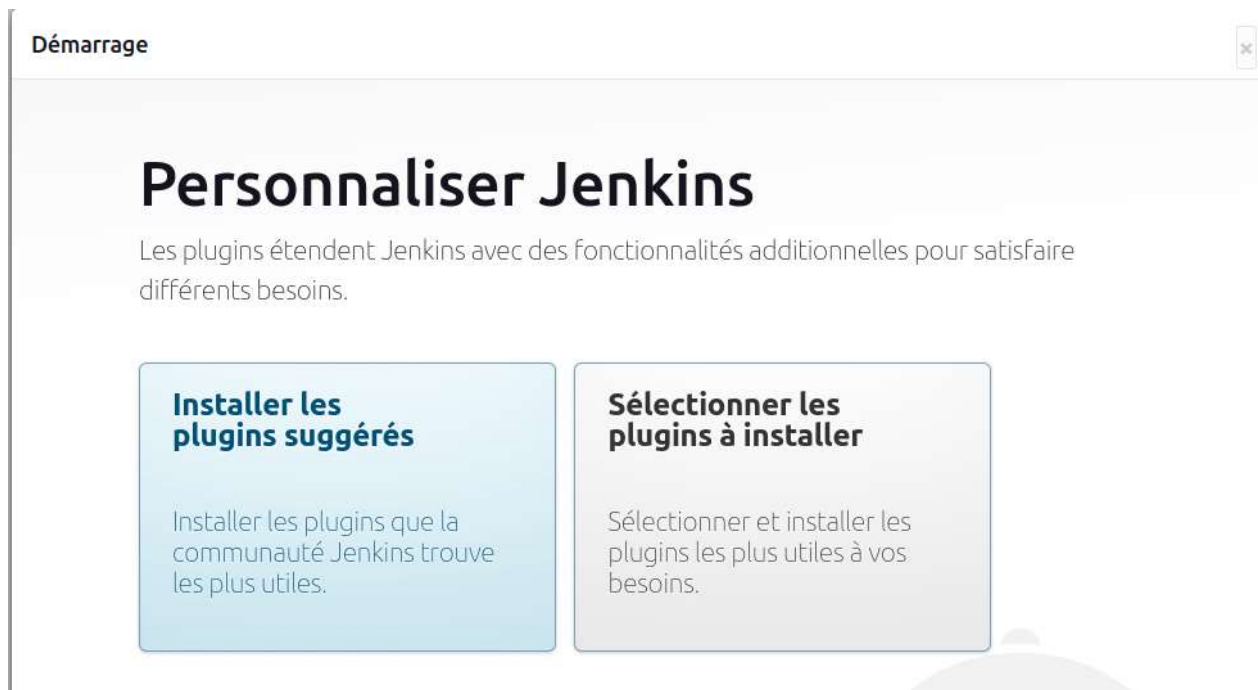 Démarrage
Personnaliser Jenkins
Les plugins étendent Jenkins avec des fonctionnalités additionnelles pour satisfaire
différents besoins.
Installer les
plugins suggérés
Installer les plugins que la
communauté Jenkins trouve
les plus utiles.
Sélectionner les
plugins à installer
Sélectionner et installer les
plugins les plus utiles à vos
besoins.